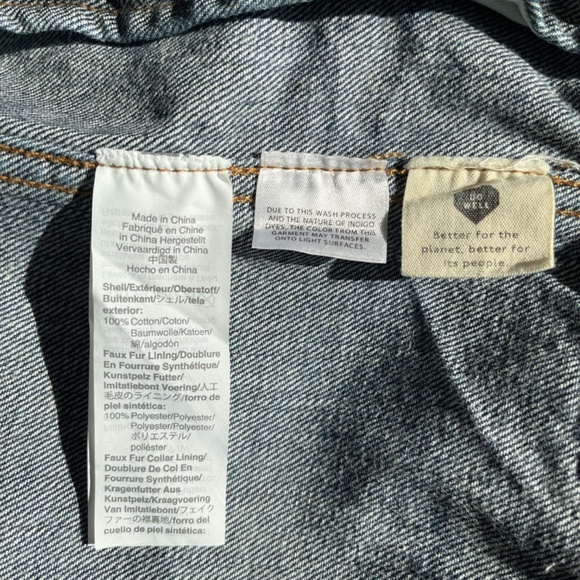 Made in China
Fabriqué en Chine
in China Hergestellt
Vervaardigd in China
中国製
Hecho en China
Shell/Extérieur/Oberstoff/
Buitenkant/シェル/tela
exterior:
100% Cotton/Coton/
Baumwolle/Katoen/
綿/algodón
Faux Fur Lining/Doublure
En Fourrure Synthétique/
Kunstpelz Futter/
Imitatiebont Voering/人工
毛皮のライニング/forro de
piel sintética:
100% Polyester/Polyester/
Polyester/Polyester/
ポリエステル/
poliéster
Faux Fur Collar Lining/
Doublure De Col En
Fourrure Synthétique/
Kragenfutter Aus
Kunstpelz/Kraagvoering
Van Imitatiebont/フェイク
ファーの襟裏地/forro del
cuello de piel sintética:
DUE TO THIS WASH PROCESS
AND THE NATURE OF INDIGO
DYES, THE COLOR FROM THIS
GARMENT MAY TRANSFER
ONTO LIGHT SURFACES.
DO
WELL
Better for the
planet, better for
its people.